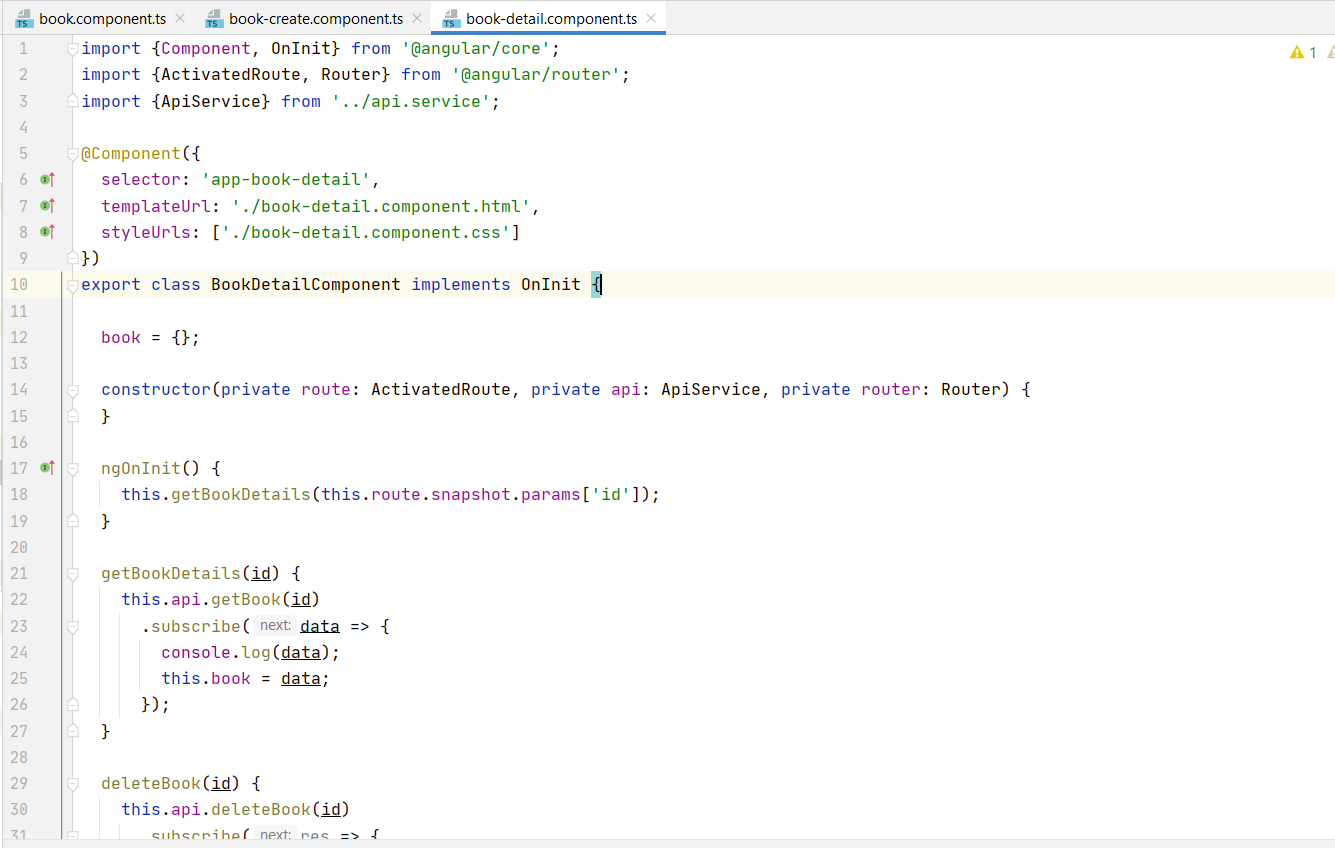 book.component.ts book-create.component.ts book-detail.component.ts
1 import {Component, OnInit} from '@angular/core'; 1
2 import {ActivatedRoute, Router} from '@angular/router';
3 import {ApiService} from '../api.service';
4
5 @Component({
6 selector: 'app-book-detail',
7 templateUrl: './book-detail.component.html',
8 styleUrls: ['./book-detail.component.css']
9 })
10 export class BookDetailComponent implements OnInit {
11
12 book = {};
13
14 constructor(private route: ActivatedRoute, private api: ApiService, private router: Router) {
15 }
16
17 ngOnInit() {
18 this.getBookDetails(this.route.snapshot.params['id']);
19 }
20
21 getBookDetails(id) {
22 this.api.getBook(id)
23 .subscribe( next: data => {
24 console.log(data);
25 this.book = data;
26 });
27 }
28
29 deleteBook(id) {
30 this.api.deleteBook(id)
31 .subscribe( next: res => {